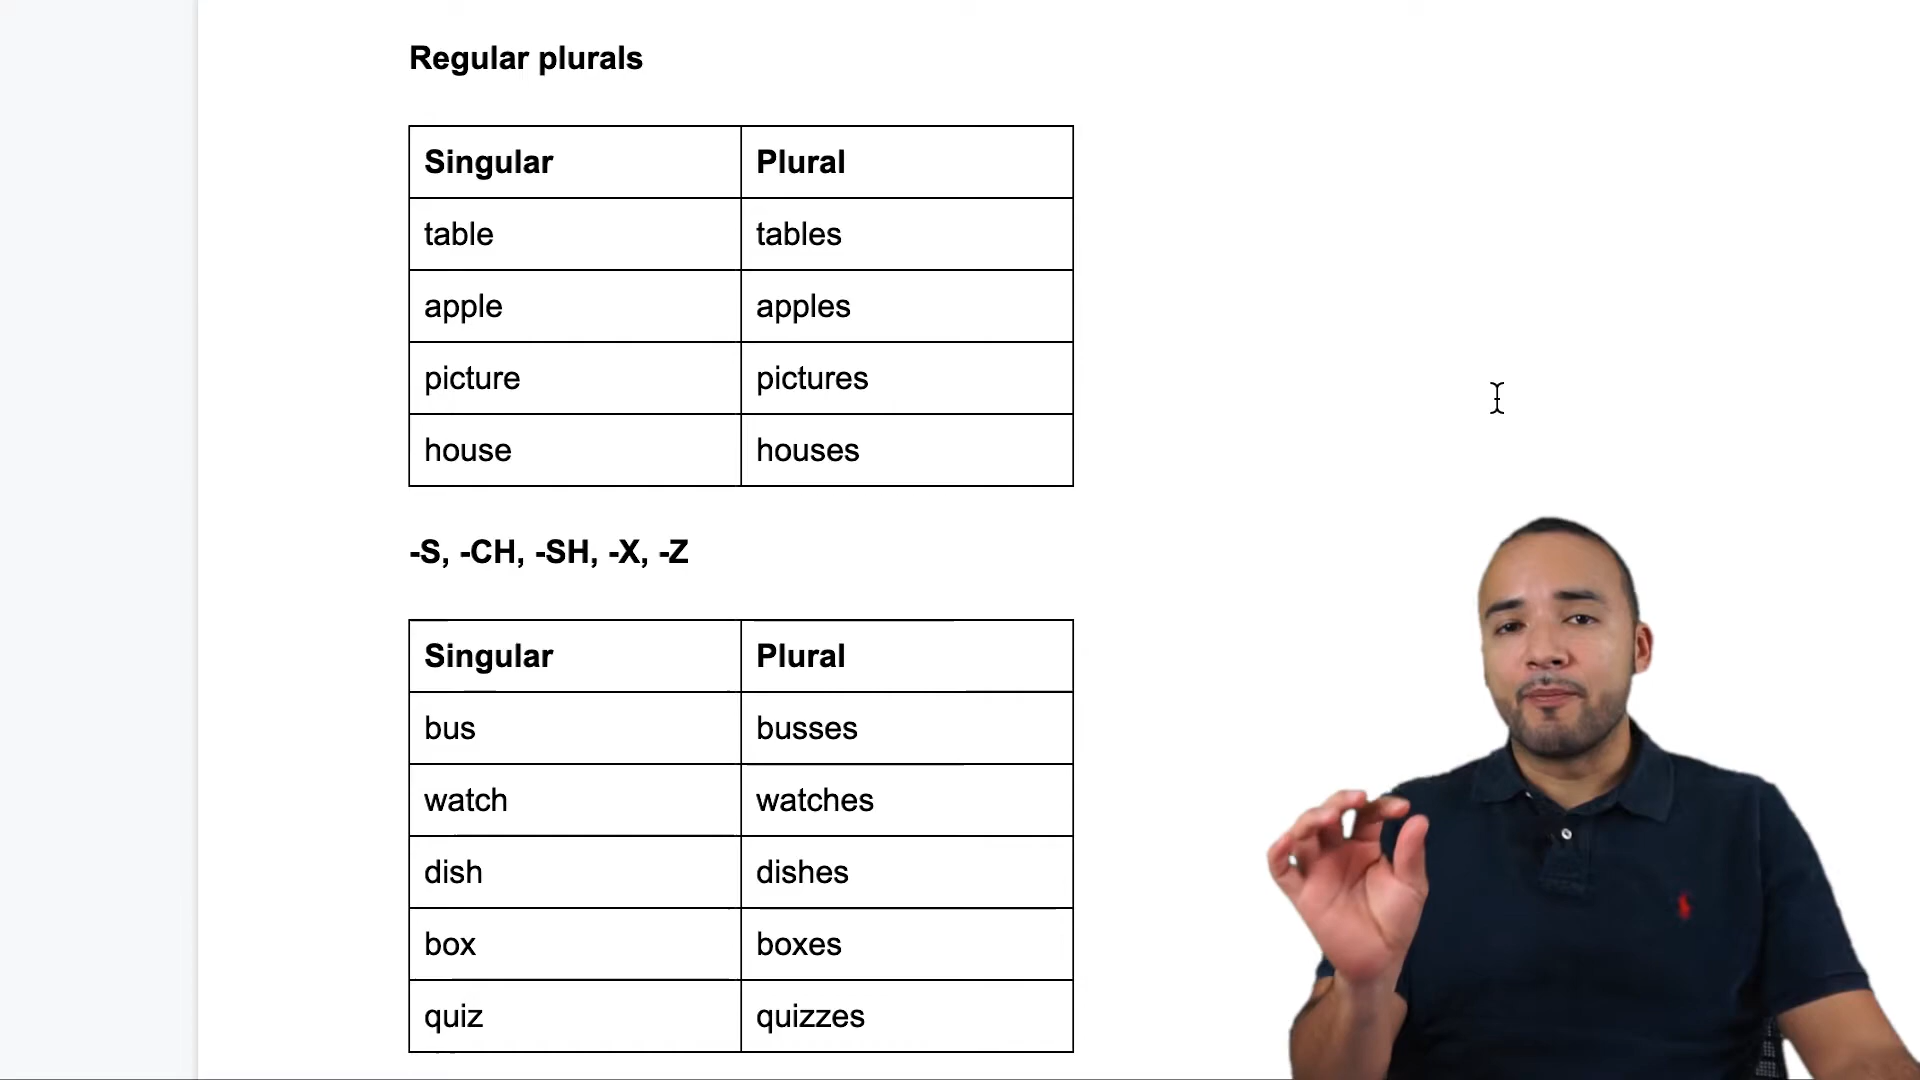 Regular plurals
Singular Plural
table tables
apple apples
picture pictures
house houses
-S, -CH, -SH, -X, -Z
Singular Plural
bus busses
watch watches
dish dishes
box boxes
quiz quizzes